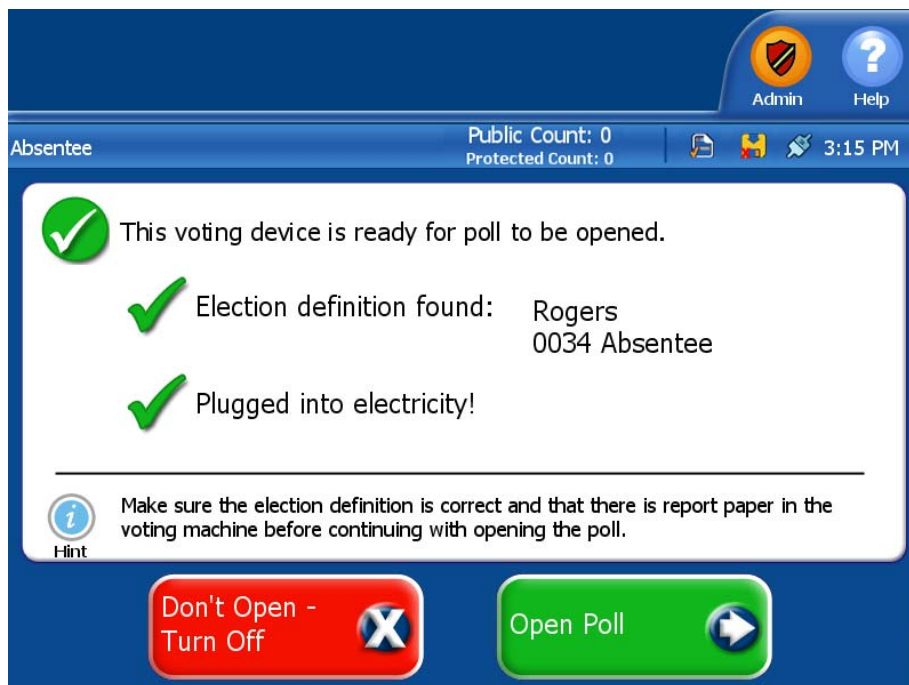 Admin
Help
Absentee
Public Count: 0
Protected Count: 0
3:15 PM
This voting device is ready for poll to be opened.
Election definition found:
Rogers
0034 Absentee
Plugged into electricity!
Hint
Make sure the election definition is correct and that there is report paper in the
voting machine before continuing with opening the poll.
Don't Open -
Turn Off
Open Poll